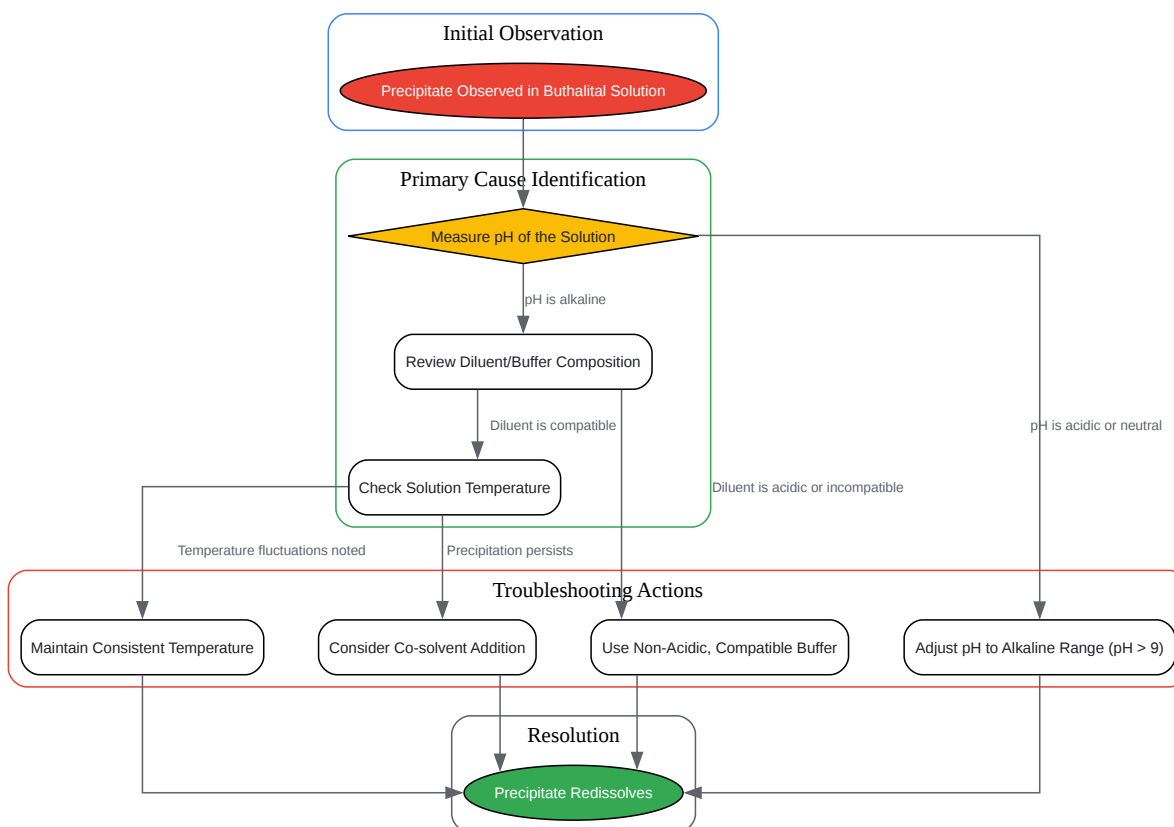 Initial Observation
Precipitate Observed in Buthalital Solution
Primary Cause Identification
Measure pH of the Solution
pH is alkaline
Review Diluent/Buffer Composition
Diluent is compatible
pH is acidic or neutral
Check Solution Temperature
Diluent is acidic or incompatible
Temperature fluctuations noted
Precipitation persists
Troubleshooting Actions
Maintain Consistent Temperature
Consider Co-solvent Addition
Use Non-Acidic, Compatible Buffer
Adjust pH to Alkaline Range (pH > 9)
Resolution
Precipitate Redissolves